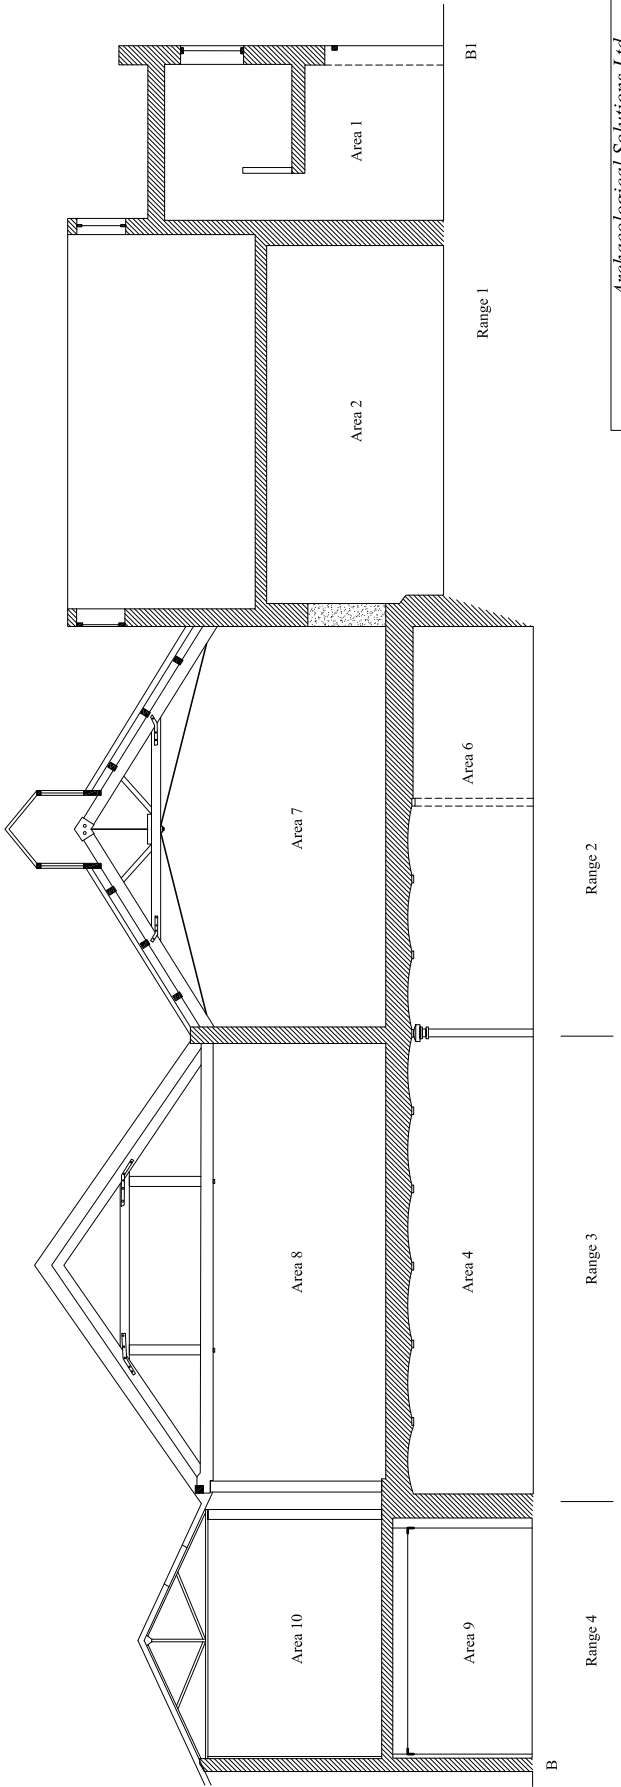 Area 10
Area 8
Area 7
Area 2
Area 1
Area 9
Area 4
Area 6
B
B1
Range 4
Range 3
Range 2
Range 1
Archaeological Solutions Ltd